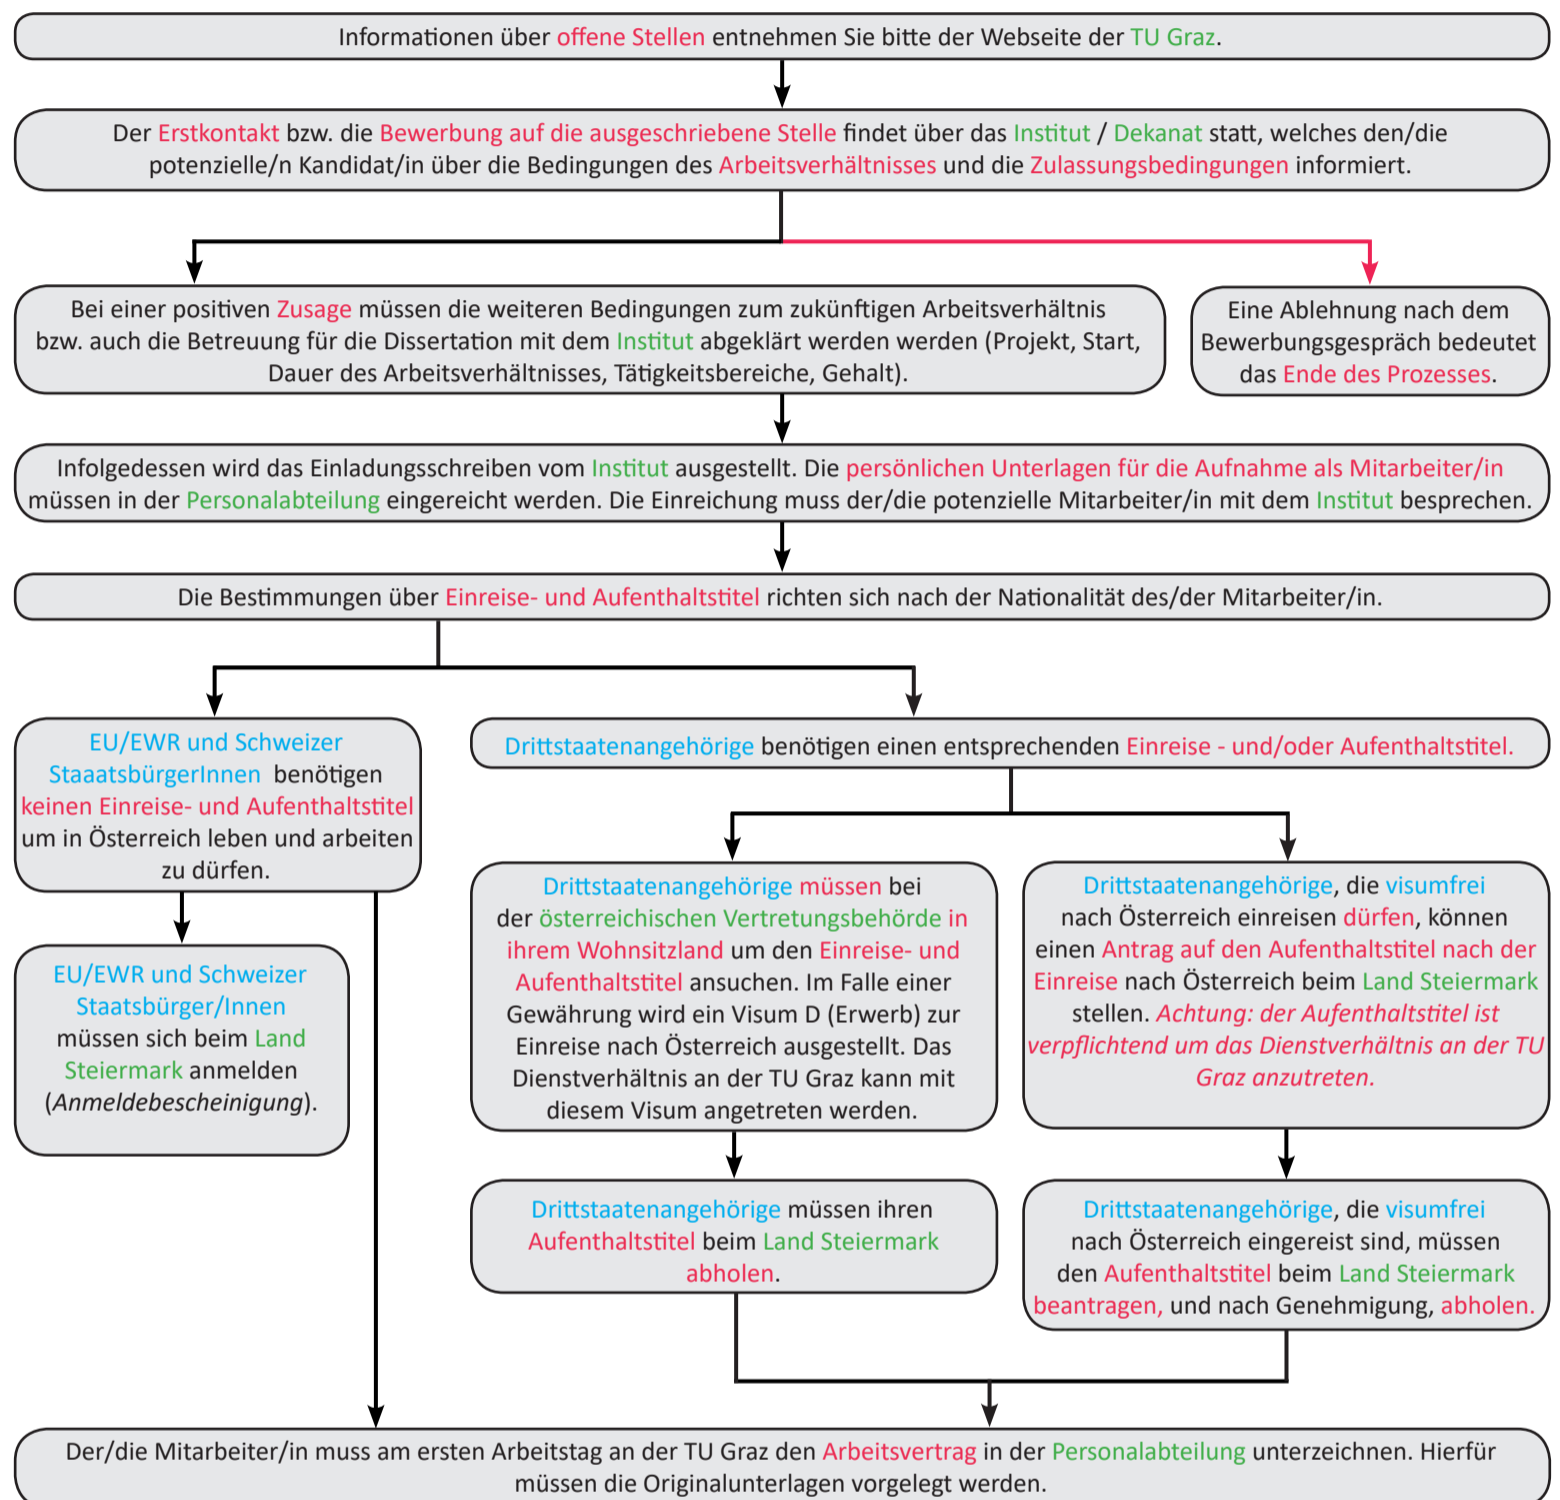 Informationen über offene Stellen entnehmen Sie bitte der Webseite der TU Graz.
Der Erstkontakt bzw. die Bewerbung auf die ausgeschriebene Stelle findet über das Institut / Dekanat statt, welches den/die
potenzielle/n Kandidat/in über die Bedingungen des Arbeitsverhältnisses und die Zulassungsbedingungen informiert.
Bei einer positiven Zusage müssen die weiteren Bedingungen zum zukünftigen Arbeitsverhältnis
bzw. auch die Betreuung für die Dissertation mit dem Institut abgeklärt werden werden (Projekt, Start,
Dauer des Arbeitsverhältnisses, Tätigkeitsbereiche, Gehalt).
Eine Ablehnung nach dem
Bewerbungsgespräch bedeutet
das Ende des Prozesses.
Infolgedessen wird das Einladungsschreiben vom Institut ausgestellt. Die persönlichen Unterlagen für die Aufnahme als Mitarbeiter/in
müssen in der Personalabteilung eingereicht werden. Die Einreichung muss der/die potenzielle Mitarbeiter/in mit dem Institut besprechen.
Die Bestimmungen über Einreise- und Aufenthaltstitel richten sich nach der Nationalität des/der Mitarbeiter/in.
EU/EWR und Schweizer
StaaatsbürgerInnen benötigen
keinen Einreise- und Aufenthaltstitel
um in Österreich leben und arbeiten
zu dürfen.
EU/EWR und Schweizer
Staatsbürger/Innen
müssen sich beim Land
Steiermark anmelden
(Anmeldebescheinigung).
Drittstaatenangehörige benötigen einen entsprechenden Einreise - und/oder Aufenthaltstitel.
Drittstaatenangehörige müssen bei
der österreichischen Vertretungsbehörde in
ihrem Wohnsitzland um den Einreise- und
Aufenthaltstitel ansuchen. Im Falle einer
Gewährung wird ein Visum D (Erwerb) zur
Einreise nach Österreich ausgestellt. Das
Dienstverhältnis an der TU Graz kann mit
diesem Visum angetreten werden.
Drittstaatenangehörige, die visumfrei
nach Österreich einreisen dürfen, können
einen Antrag auf den Aufenthaltstitel nach der
Einreise nach Österreich beim Land Steiermark
stellen. Achtung: der Aufenthaltstitel ist
verpflichtend um das Dienstverhältnis an der TU
Graz anzutreten.
Drittstaatenangehörige müssen ihren
Aufenthaltstitel beim Land Steiermark
abholen.
Drittstaatenangehörige, die visumfrei
nach Österreich eingereist sind, müssen
den Aufenthaltstitel beim Land Steiermark
beantragen, und nach Genehmigung, abholen.
Der/die Mitarbeiter/in muss am ersten Arbeitstag an der TU Graz den Arbeitsvertrag in der Personalabteilung unterzeichnen. Hierfür
müssen die Originalunterlagen vorgelegt werden.